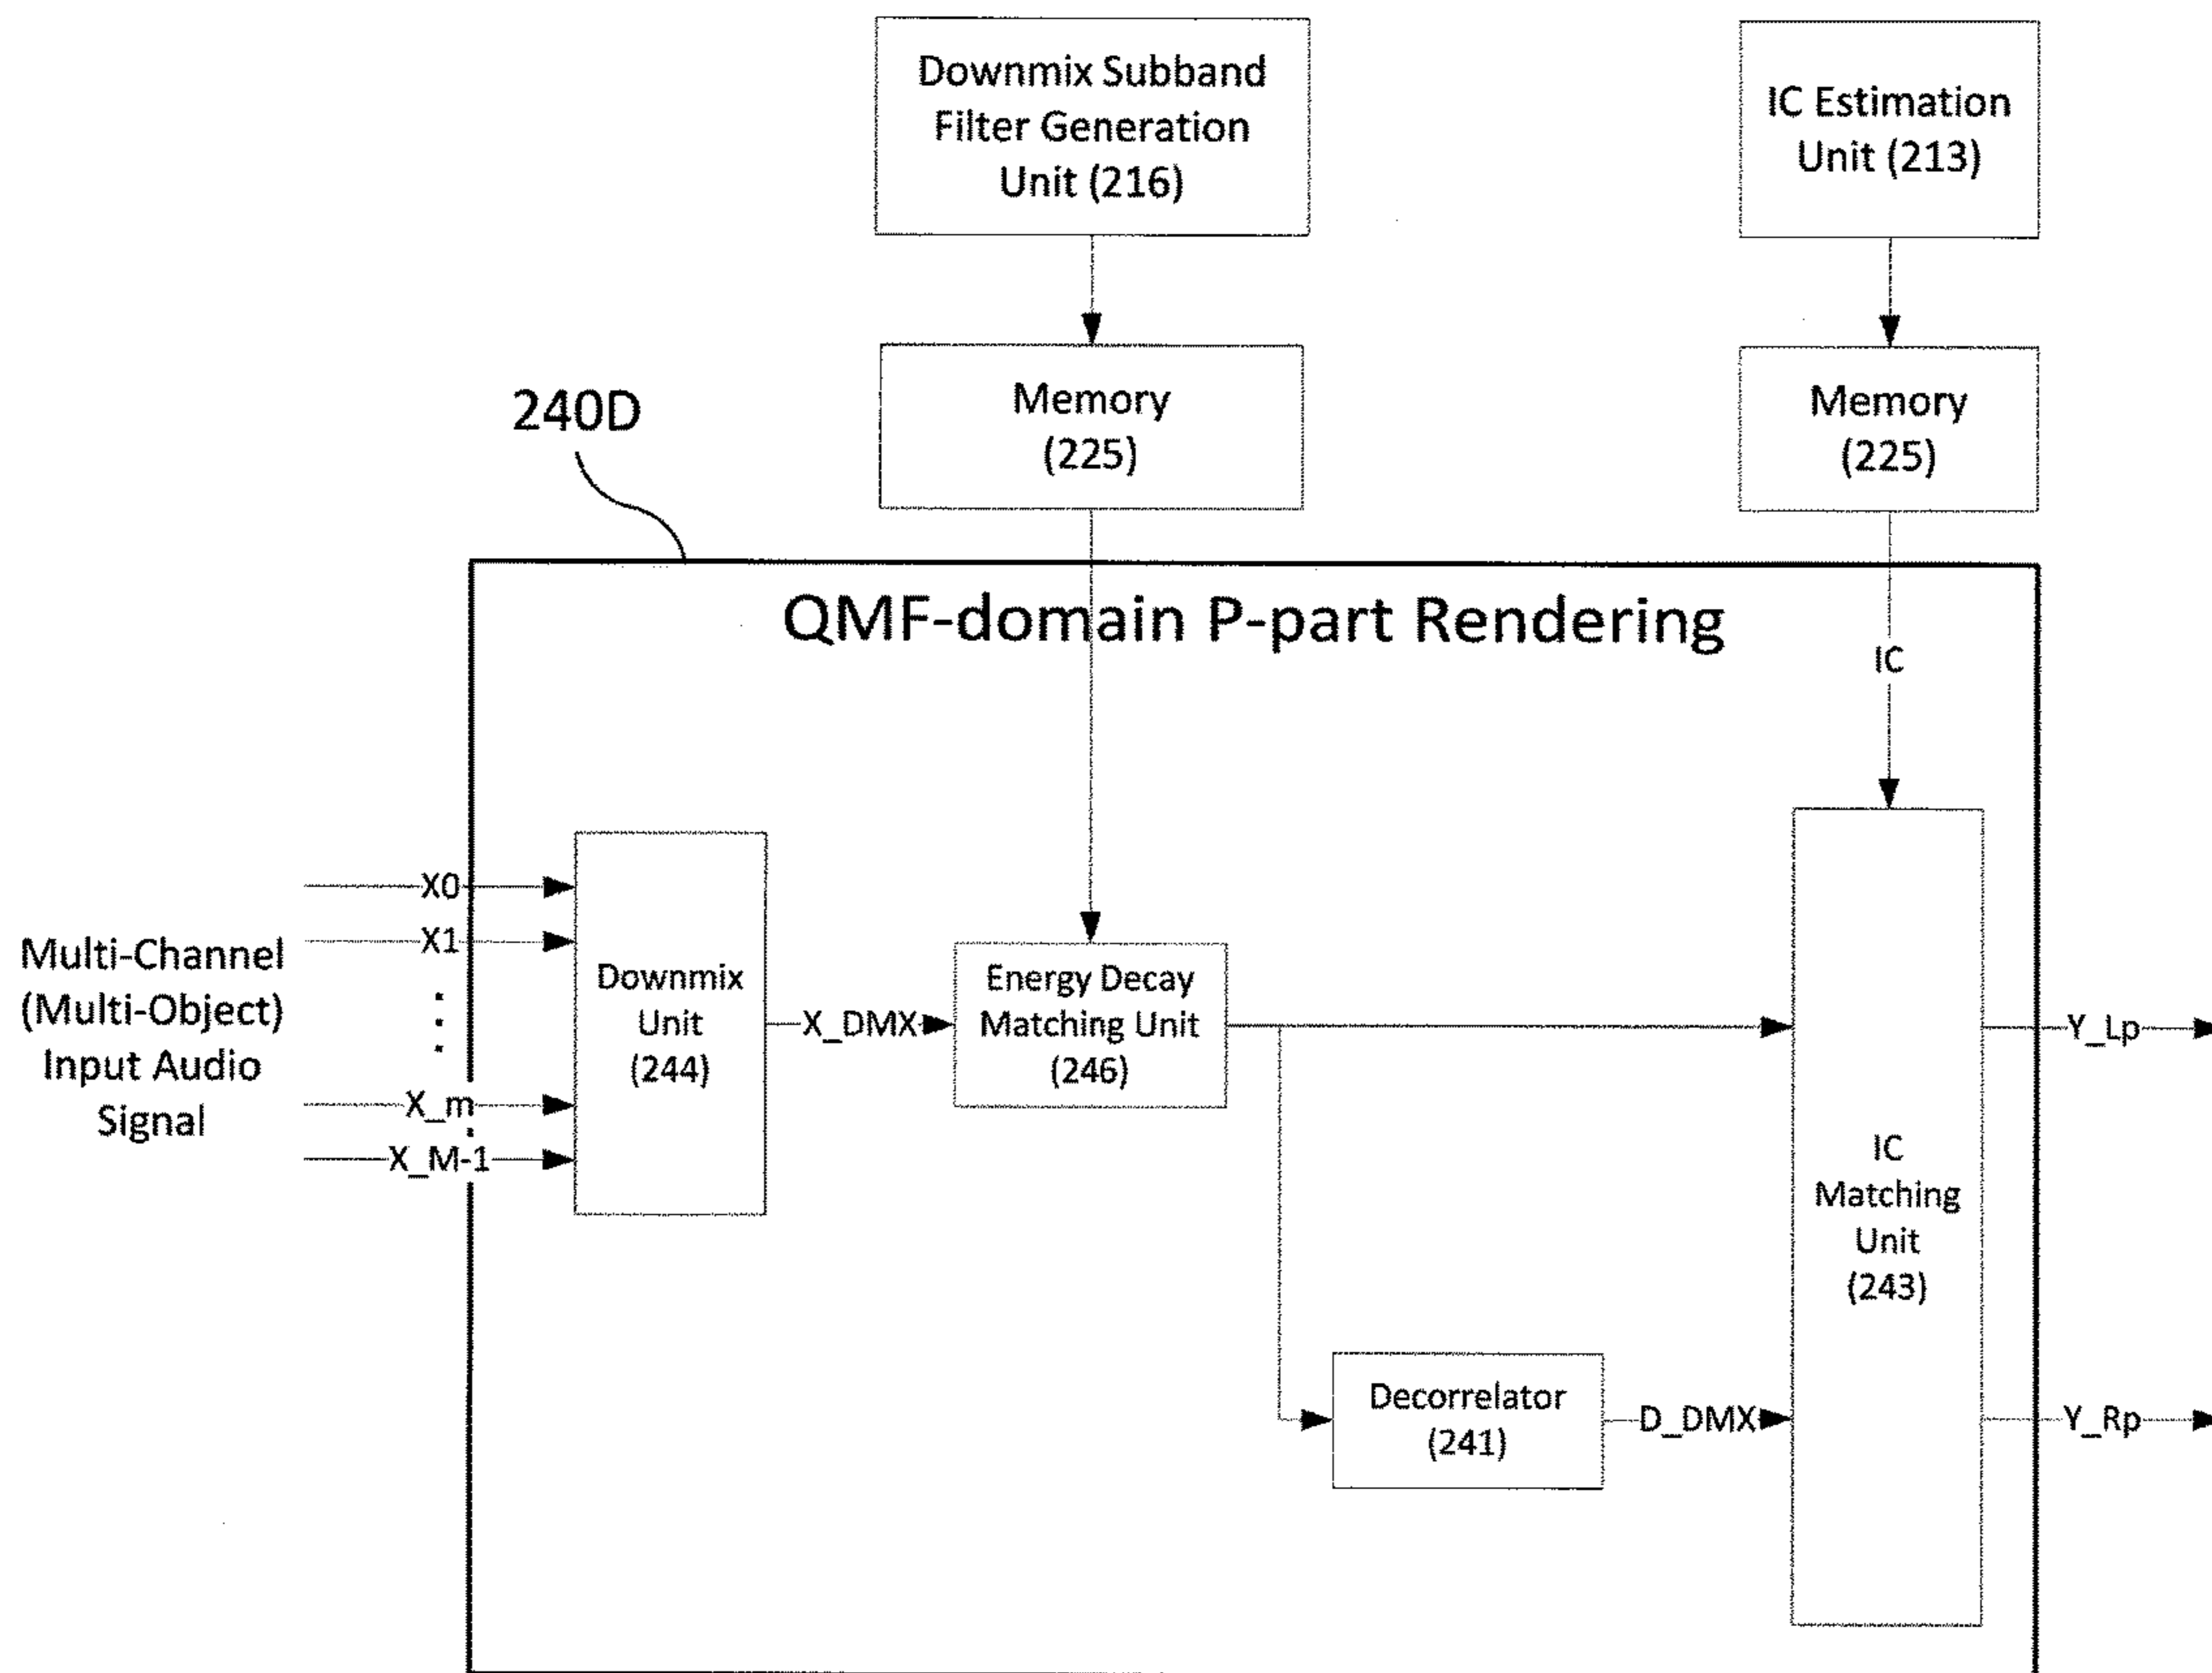 Downmix Subband
Filter Generation
Unit (216)
IC Estimation
Unit (213)
Memory
(225)
Memory
(225)
240D
QMF-domain P-part Rendering
IC
Multi-Channel
(Multi-Object)
Input Audio
Signal
X0
X1
X_m
X_M-1
Downmix
Unit
(244)
X_DMX
Energy Decay
Matching Unit
(246)
Decorrelator
(241)
D_DMX
IC
Matching
Unit
(243)
Y_Lp
Y_Rp